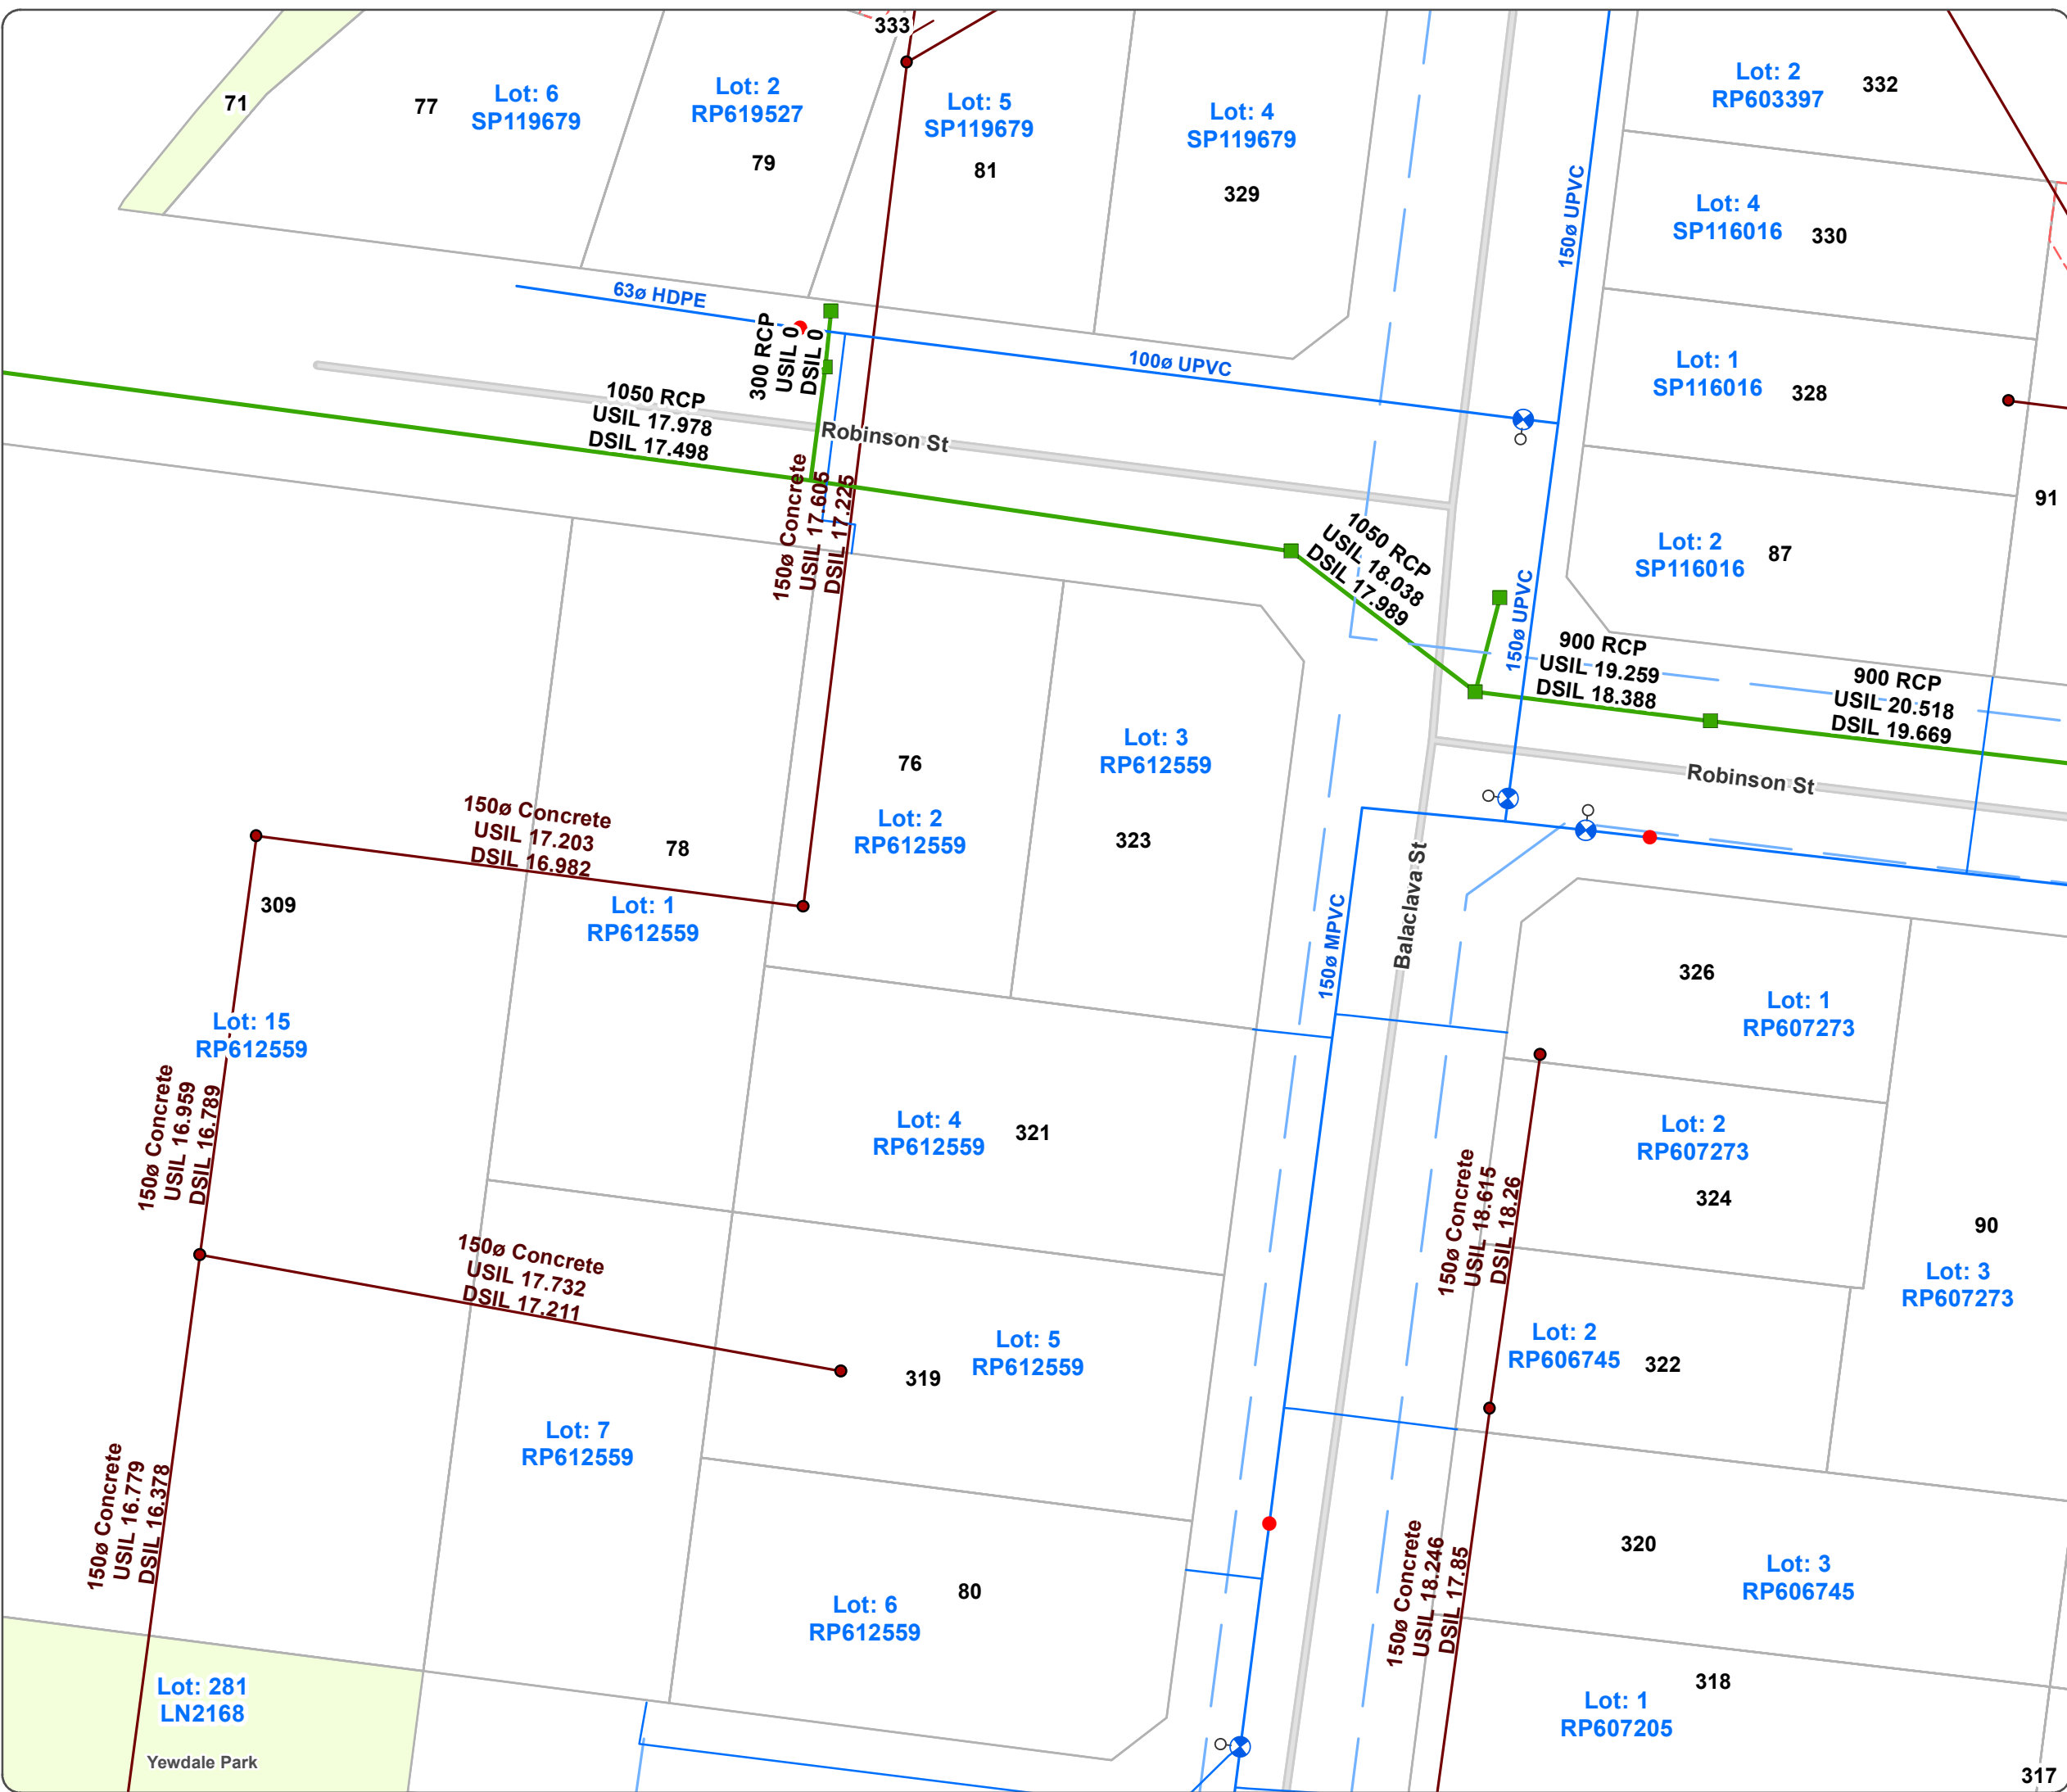 333
71
77
Lot: 6
SP119679
Lot: 2
RP619527
79
Lot: 5
SP119679
81
Lot: 4
SP119679
329
Lot: 2
RP603397
332
150ø UPVC
Lot: 4
SP116016
330
63ø HDPE
300 RCP
USIL 0
DSIL 0
100ø UPVC
Lot: 1
SP116016
328
1050 RCP
USIL 17.978
DSIL 17.498
Robinson St
91
150ø Concrete
USIL 17.605
DSIL 17.225
1050 RCP
USIL 18.038
DSIL 17.989
Lot: 2
SP116016
87
150ø UPVC
900 RCP
USIL 19.259
DSIL 18.388
900 RCP
USIL 20.518
DSIL 19.669
Robinson St
76
Lot: 2
RP612559
Lot: 3
RP612559
323
150ø Concrete
USIL 17.203
DSIL 16.982
78
Lot: 1
RP612559
309
Balaclava St
150ø MPVC
326
Lot: 1
RP607273
Lot: 15
RP612559
150ø Concrete
USIL 16.959
DSIL 16.789
Lot: 4
RP612559
321
Lot: 2
RP607273
324
150ø Concrete
USIL 18.615
DSIL 18.26
90
Lot: 3
RP607273
150ø Concrete
USIL 17.732
DSIL 17.211
Lot: 5
RP612559
319
Lot: 2
RP606745
322
Lot: 7
RP612559
150ø Concrete
USIL 16.779
DSIL 16.378
150ø Concrete
USIL 18.246
DSIL 17.85
320
Lot: 3
RP606745
80
Lot: 6
RP612559
Lot: 281
LN2168
Yewdale Park
318
Lot: 1
RP607205
317